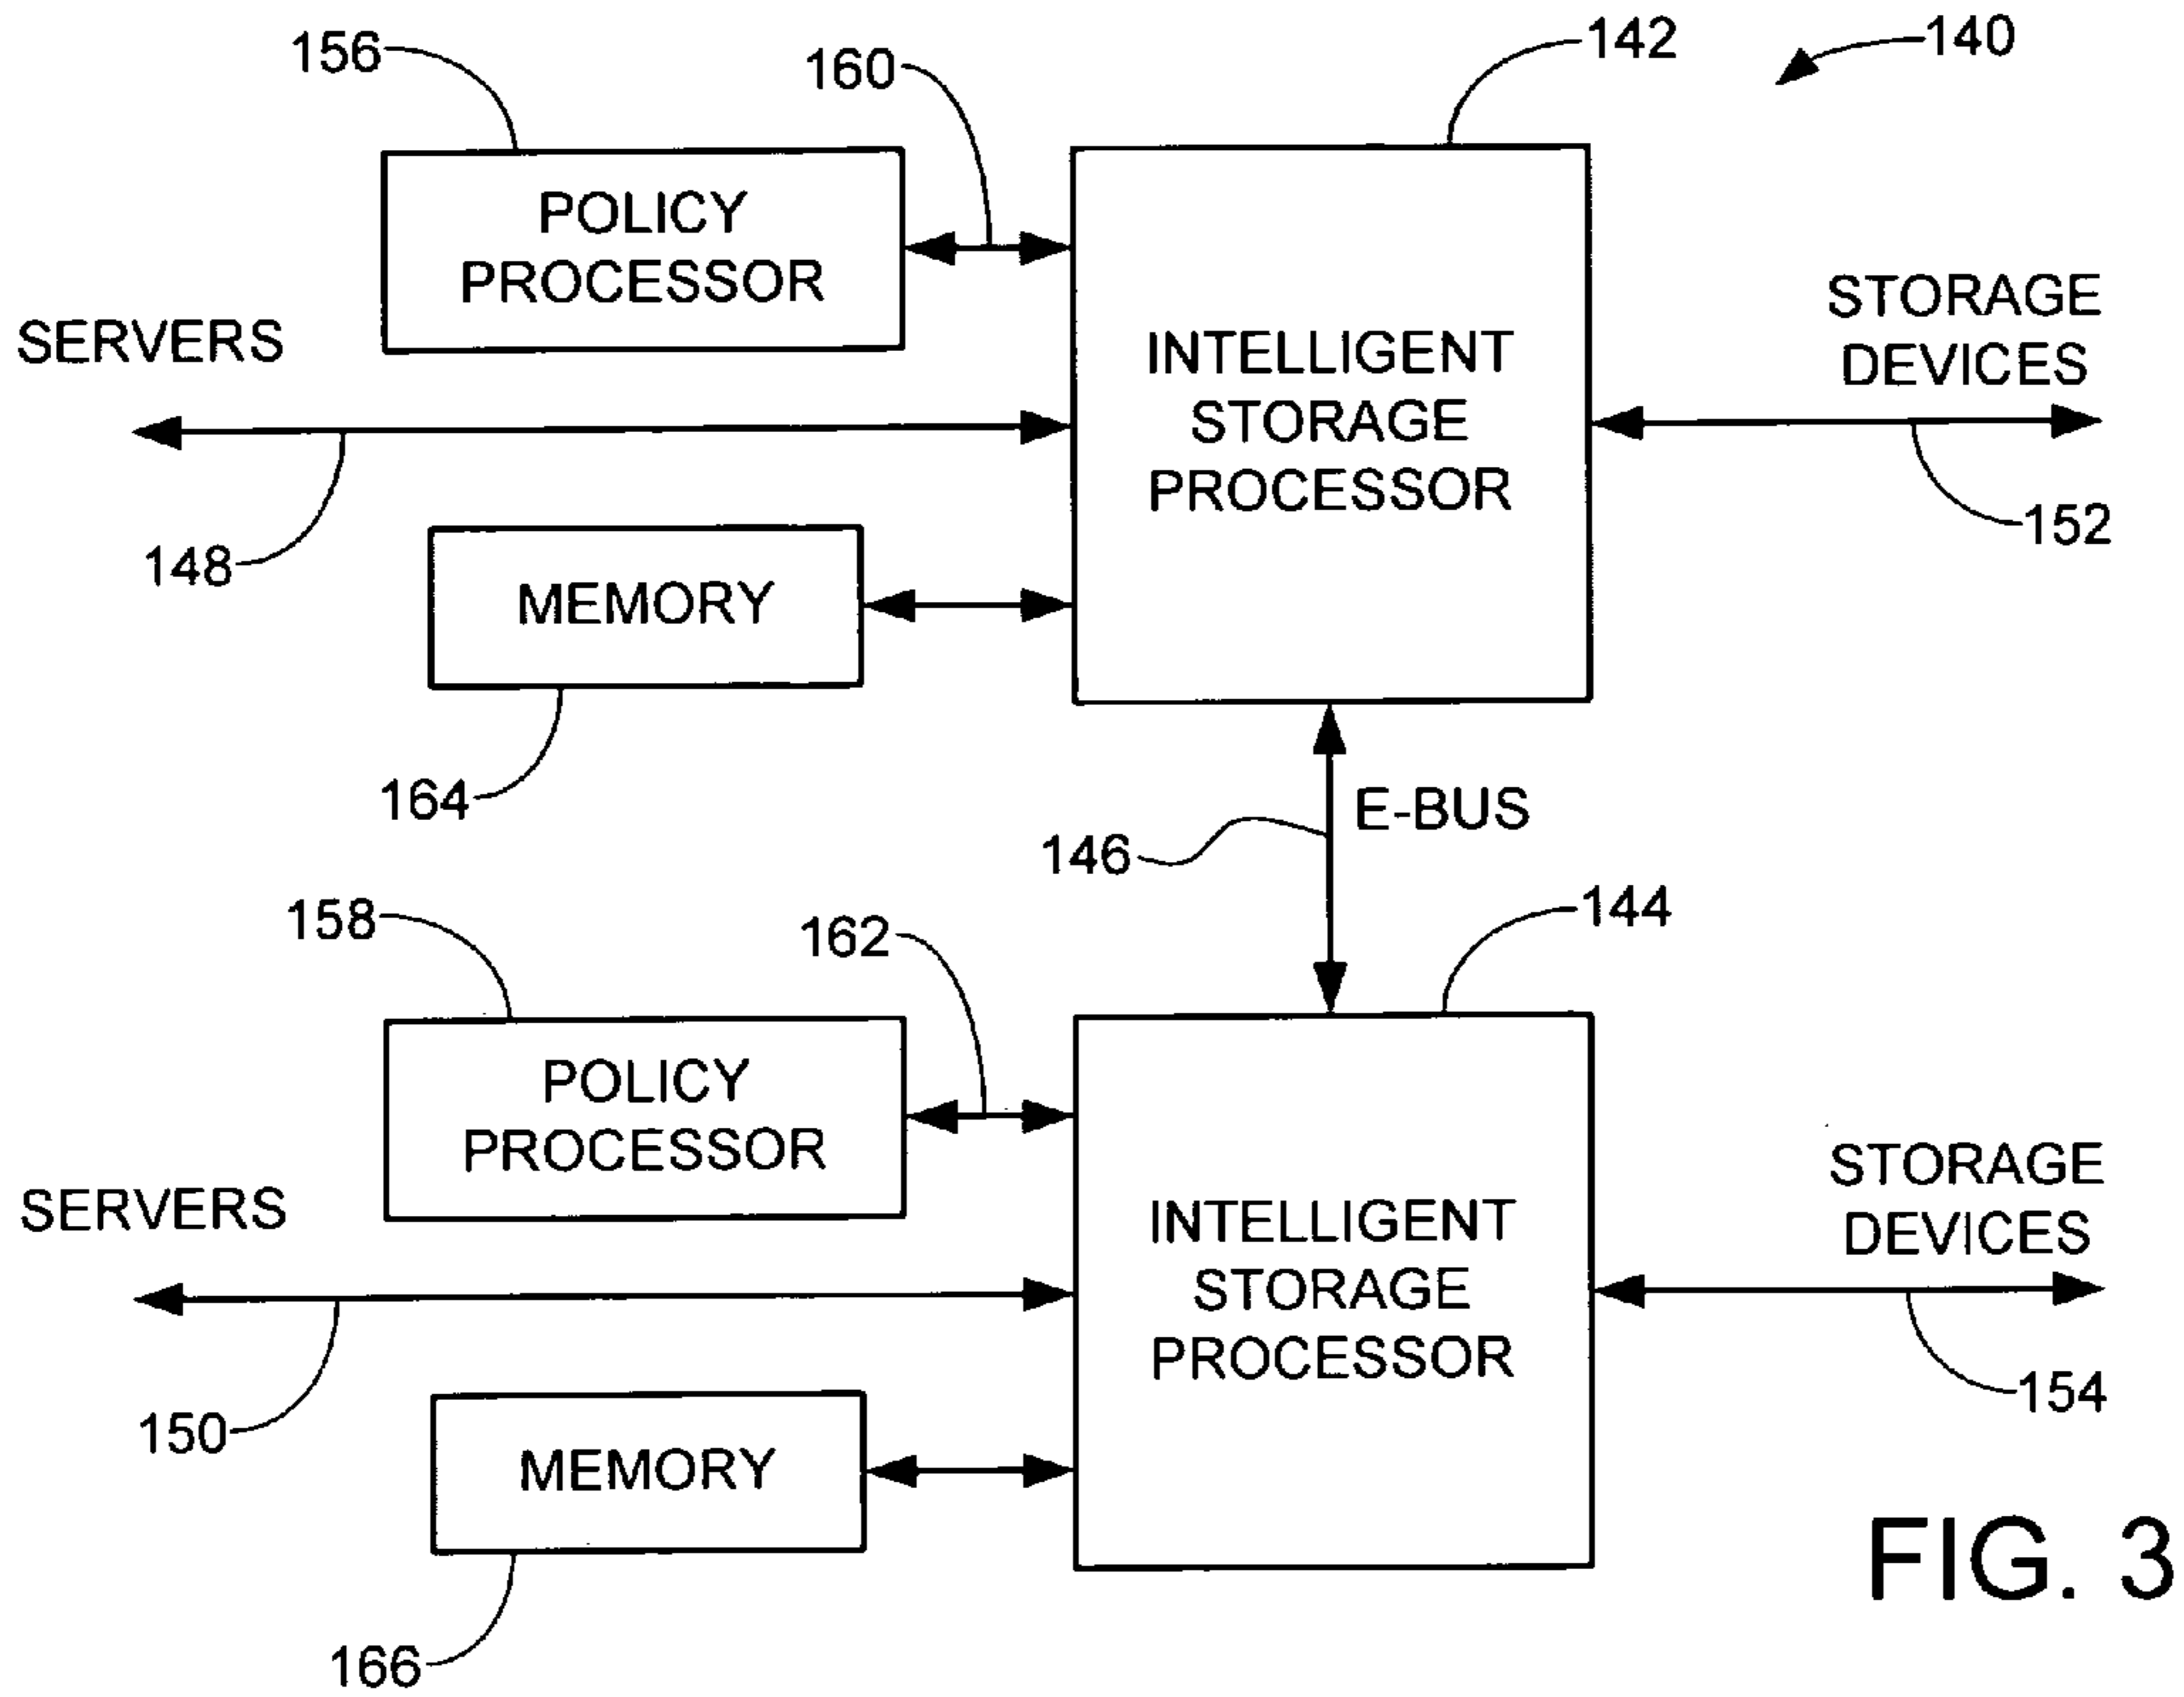 156
160
142
140
POLICY
PROCESSOR
SERVERS
INTELLIGENT
STORAGE
PROCESSOR
STORAGE
DEVICES
148
152
MEMORY
164
E-BUS
146
158
162
144
POLICY
PROCESSOR
SERVERS
INTELLIGENT
STORAGE
PROCESSOR
STORAGE
DEVICES
150
154
MEMORY
166
FIG. 3